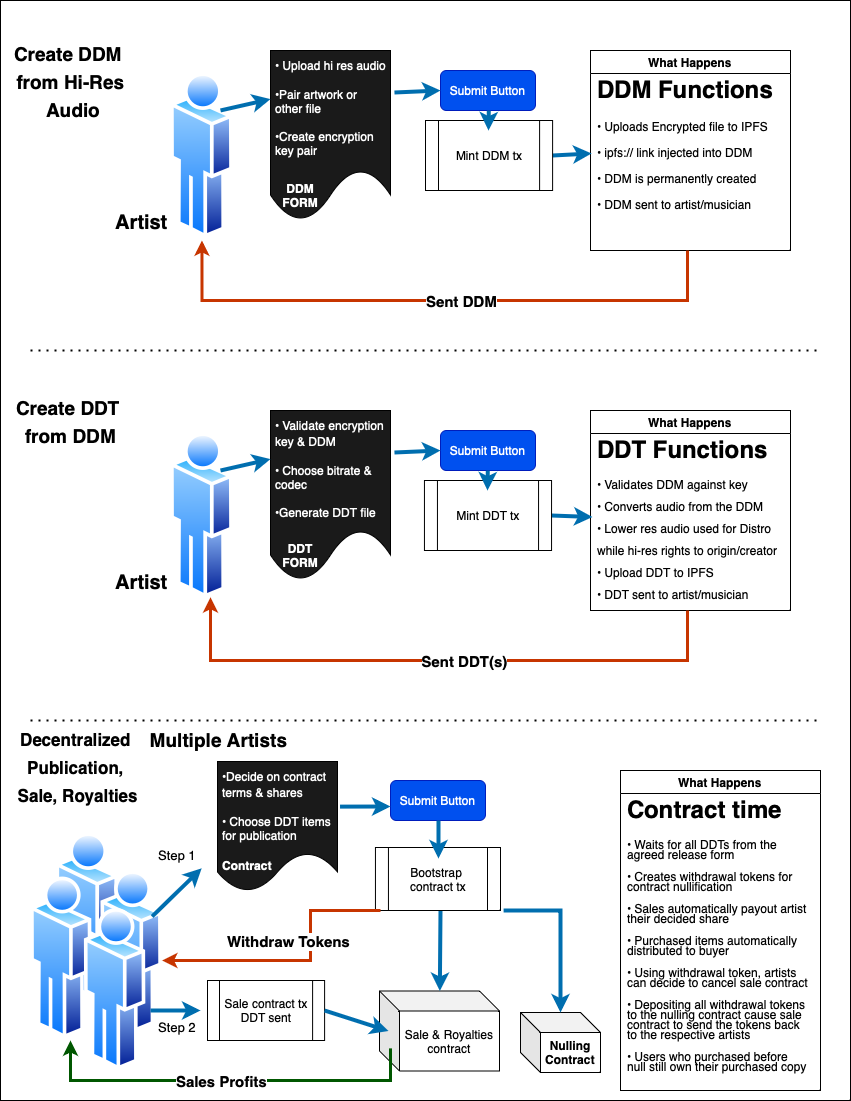 Create DDM
from Hi-Res
Audio
Artist
• Upload hi res audio
•Pair artwork or
other file
•Create encryption
key pair
DDM
FORM
Submit Button
Mint DDM tx
What Happens
DDM Functions
• Uploads Encrypted file to IPFS
• ipfs:// link injected into DDM
• DDM is permanently created
• DDM sent to artist/musician
Sent DDM
Create DDT
from DDM
Artist
• Validate encryption
key & DDM
• Choose bitrate &
codec
•Generate DDT file
DDT
FORM
Submit Button
Mint DDT tx
What Happens
DDT Functions
• Validates DDM against key
• Converts audio from the DDM
• Lower res audio used for Distro
while hi-res rights to origin/creator
• Upload DDT to IPFS
• DDT sent to artist/musician
Sent DDT(s)
Decentralized
Publication,
Sale, Royalties
Multiple Artists
Step 1
•Decide on contract
terms & shares
• Choose DDT items
for publication
Contract
Submit Button
Bootstrap
contract tx
Withdraw Tokens
Step 2
Sale contract tx
DDT sent
Sale & Royalties
contract
Nulling
Contract
Sales Profits
What Happens
Contract time
• Waits for all DDTs from the
agreed release form
• Creates withdrawal tokens for
contract nullification
• Sales automatically payout artist
their decided share
• Purchased items automatically
distributed to buyer
• Using withdrawal token, artists
can decide to cancel sale contract
• Depositing all withdrawal tokens
to the nulling contract cause sale
contract to send the tokens back
to the respective artists
• Users who purchased before
null still own their purchased copy